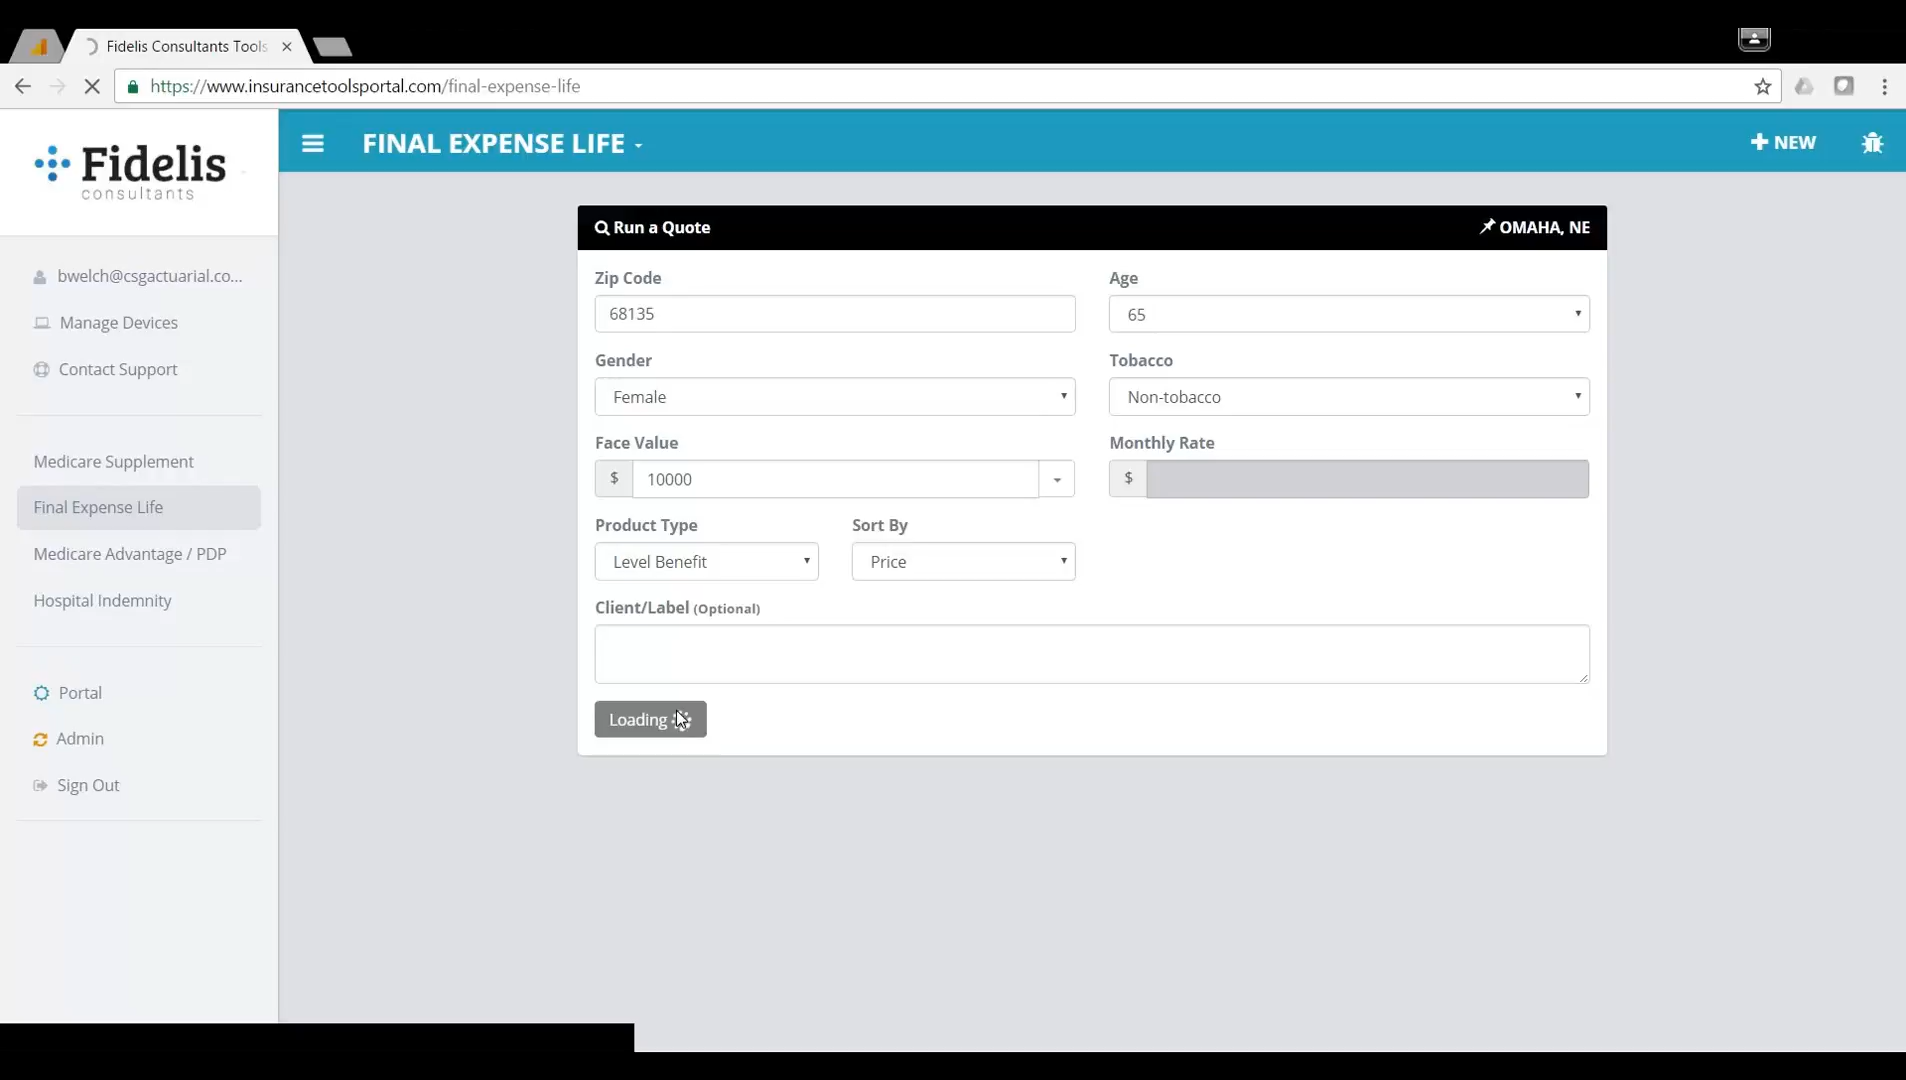 Fidelis Consultants Tools
https://www.insurancetoolsportal.com/final-expense-life
Fidelis
consultants
FINAL EXPENSE LIFE
NEW
bwelch@csgactuarial.co...
Manage Devices
Contact Support
Medicare Supplement
Final Expense Life
Medicare Advantage / PDP
Hospital Indemnity
Portal
Admin
Sign Out
Run a Quote
OMAHA, NE
Zip Code
Age
68135
65
Gender
Tobacco
Female
Non-tobacco
Face Value
Monthly Rate
$ 10000
$
Product Type
Sort By
Level Benefit
Price
Client/Label (Optional)
Loading